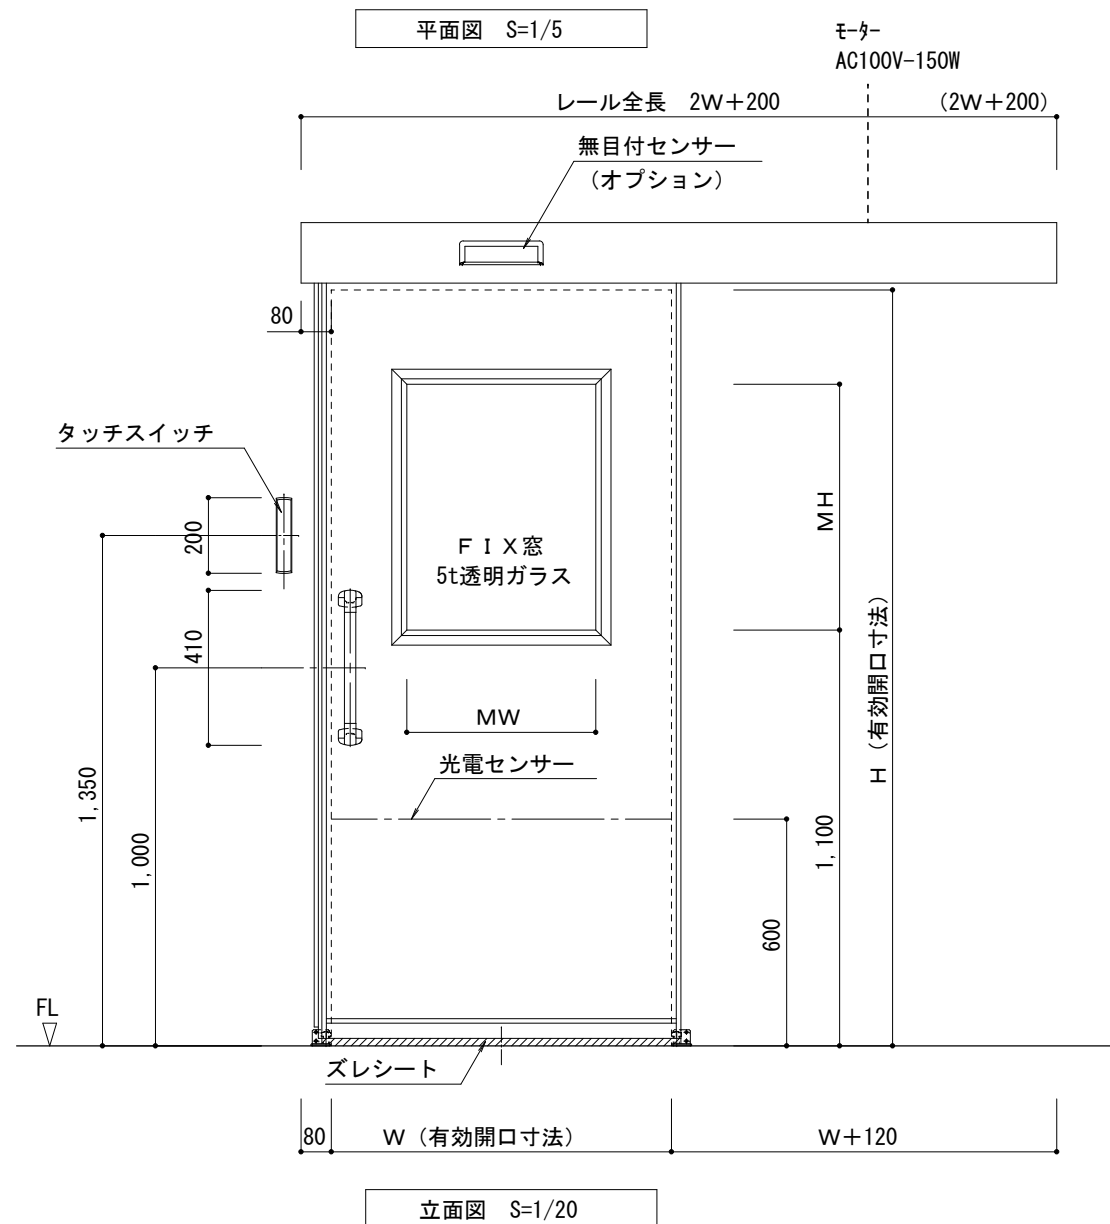 平面図 S=1/5
ﾓｰﾀｰ
AC100V-150W
レール全長 2W+200
(2W+200)
無目付センサー
(オプション)
80
タッチスイッチ
200
ＦＩＸ窓
5t透明ガラス
MH
H(有効開口寸法)
410
MW
光電センサー
1,350
1,000
1,100
600
FL
ズレシート
80
W(有効開口寸法)
W+120
立面図 S=1/20